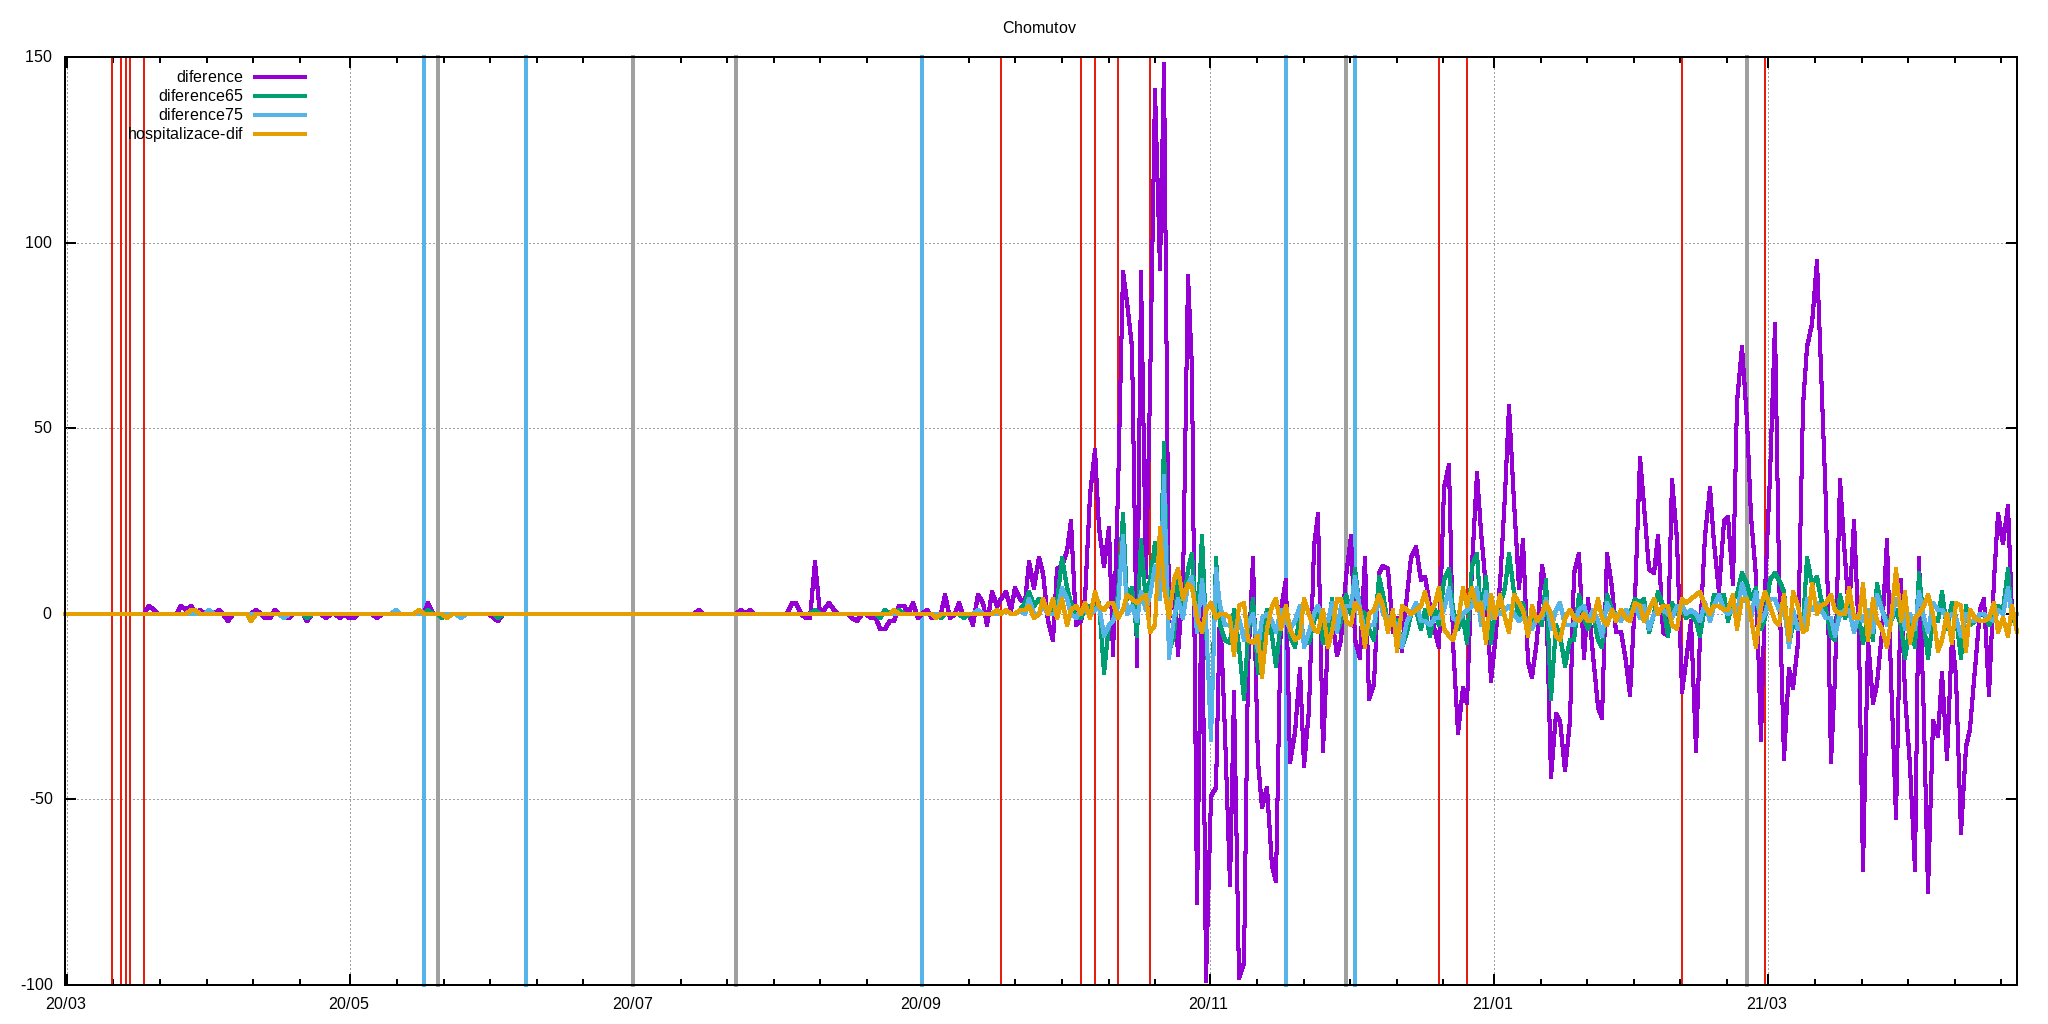 Chomutov
150
diference
diference65
diference75
hospitalizace-dif
100
50
0
-50
-100
20/03 20/05 20/07 20/09 20/11 21/01 21/03